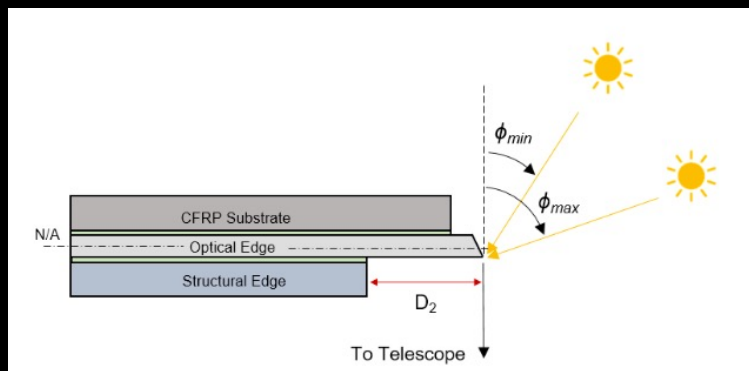 ϕmin
ϕmax
CFRP Substrate
N/A
Optical Edge
Structural Edge
D2
To Telescope